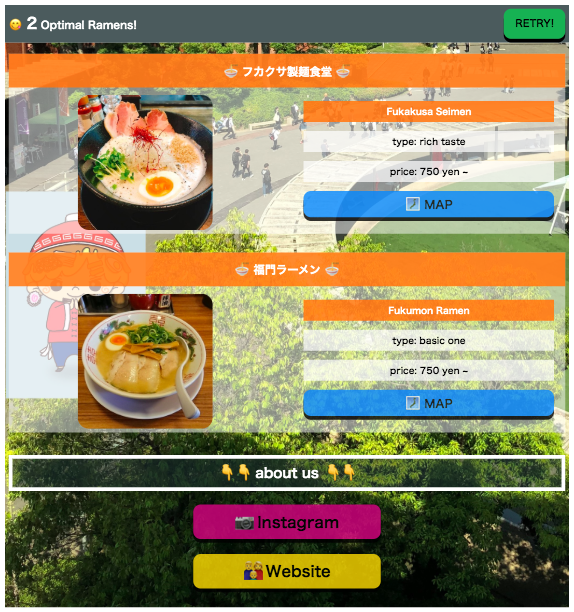 😋 2 Optimal Ramens!
RETRY!
🍜 フカクサ製麺食堂 🍜
Fukakusa Seimen
type: rich taste
price: 750 yen ~
🗾 MAP
🍜 福門ラーメン 🍜
Fukumon Ramen
type: basic one
price: 750 yen ~
🗾 MAP
👇👇 about us 👇👇
📷Instagram
👫Website